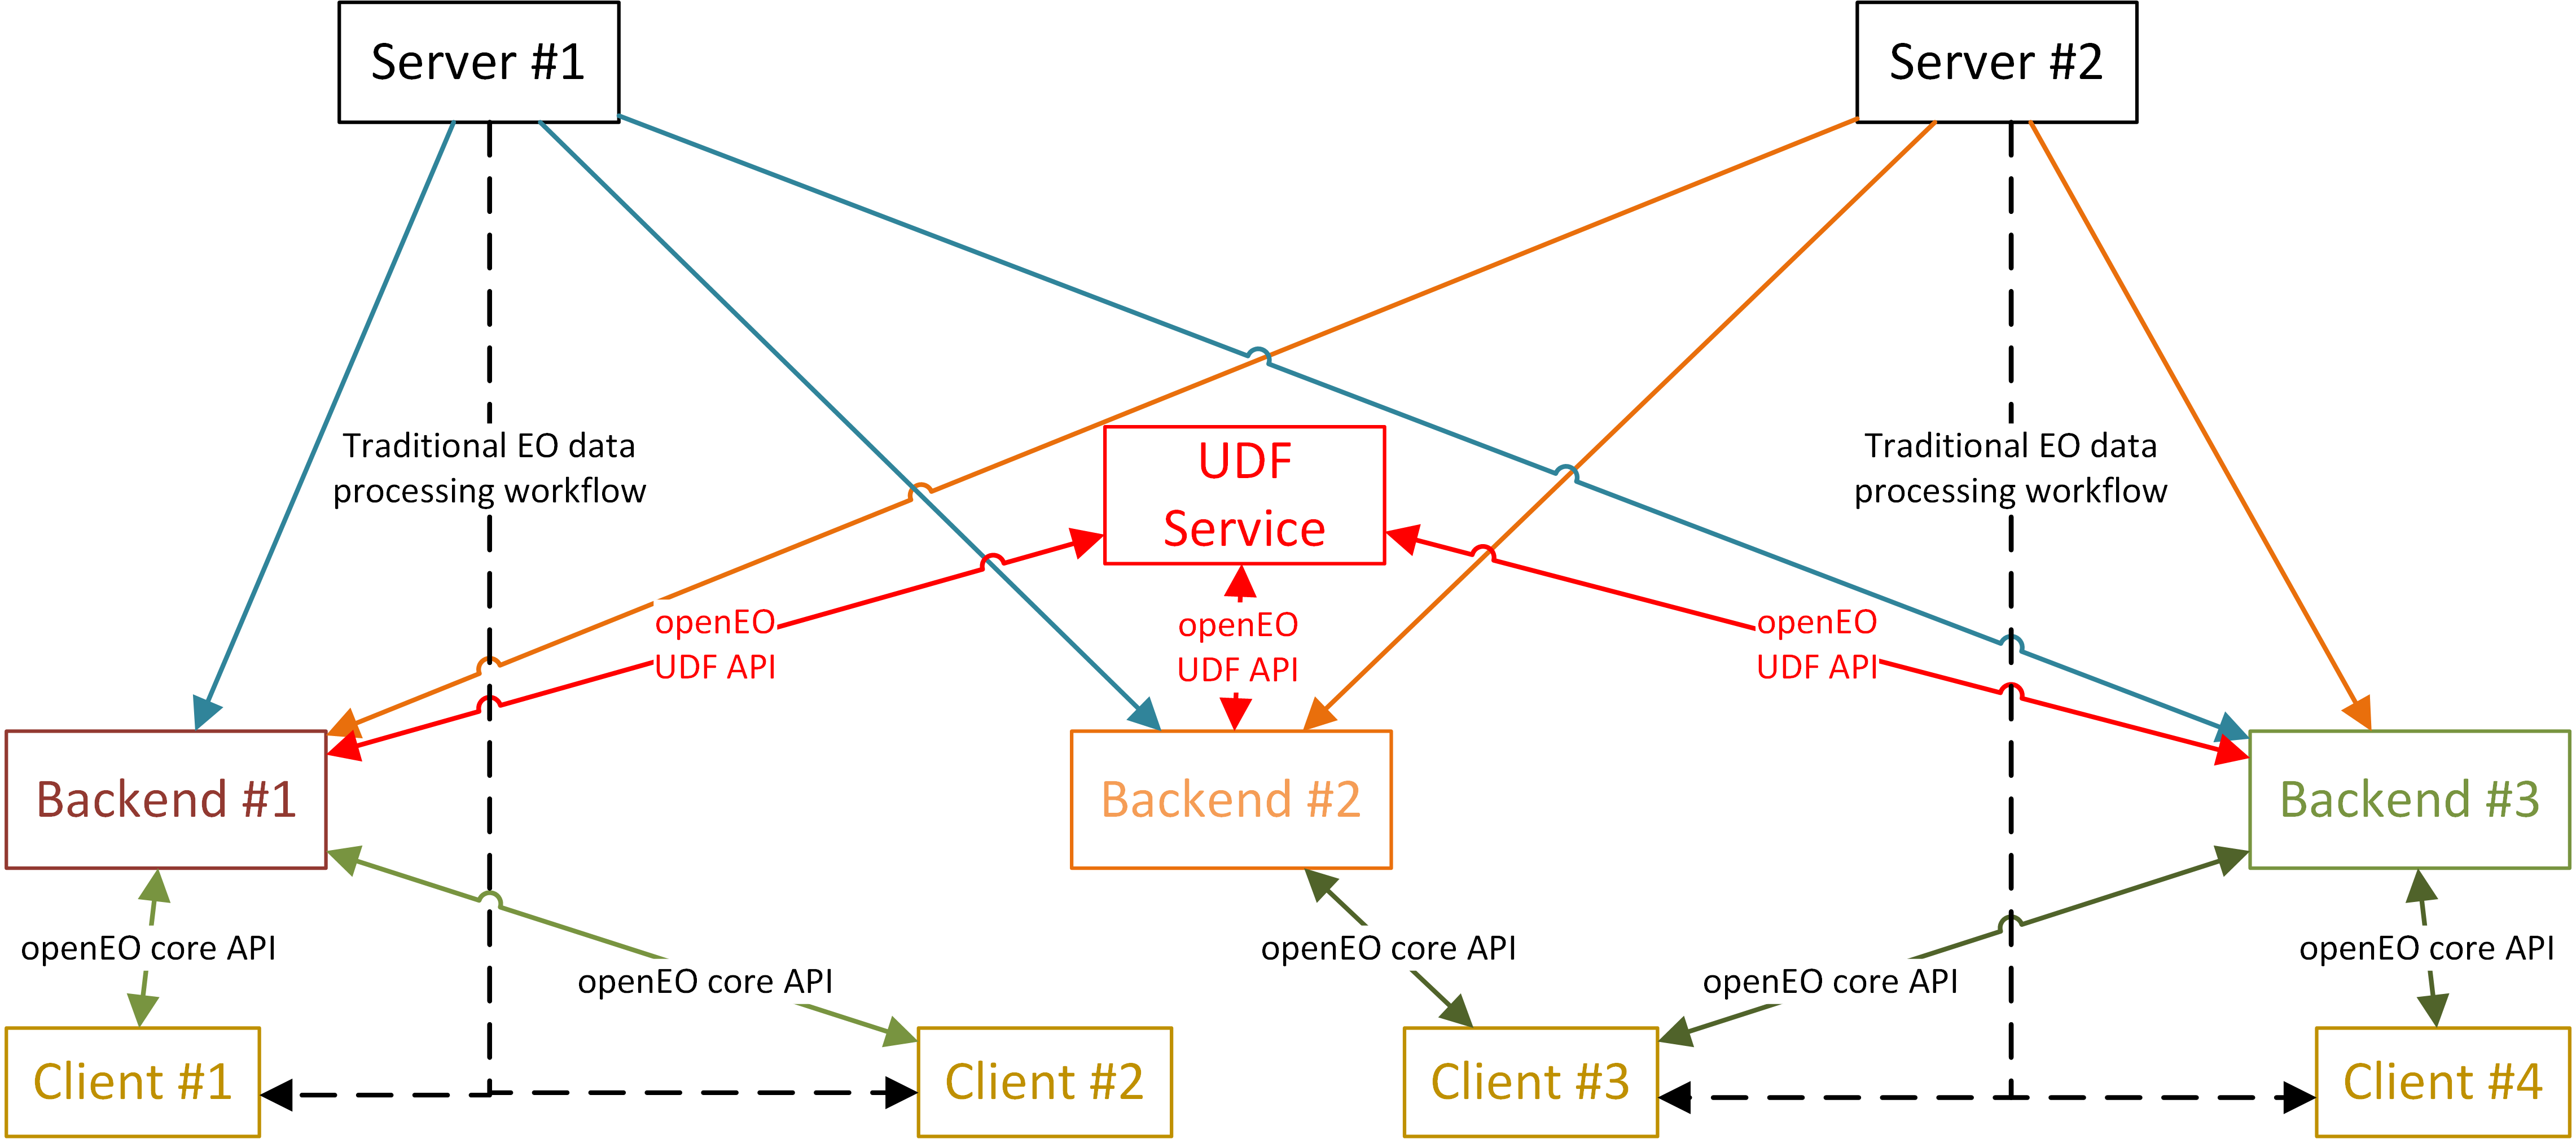 Server #1
Server #2
Traditional EO data
processing workflow
UDF
Service
Traditional EO data
processing workflow
openEO
UDF API
openEO
UDF API
openEO
UDF API
Backend #1
Backend #2
Backend #3
openEO core API
openEO core API
openEO core API
openEO core API
openEO core API
Client #1
Client #2
Client #3
Client #4